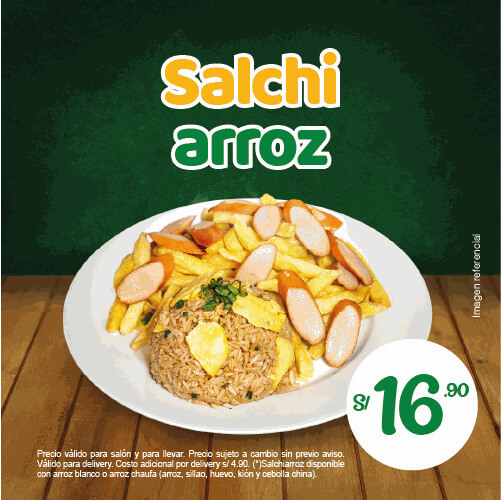 Salchi
arroz
Imagen referencial
S/ 16.90
Precio válido para salón y para llevar. Precio sujeto a cambio sin previo aviso.
Válido para delivery. Costo adicional por delivery s/ 4.90. (*)Salchiarroz disponible
con arroz blanco o arroz chaufa (arroz, sillao, huevo, kión y cebolla china).